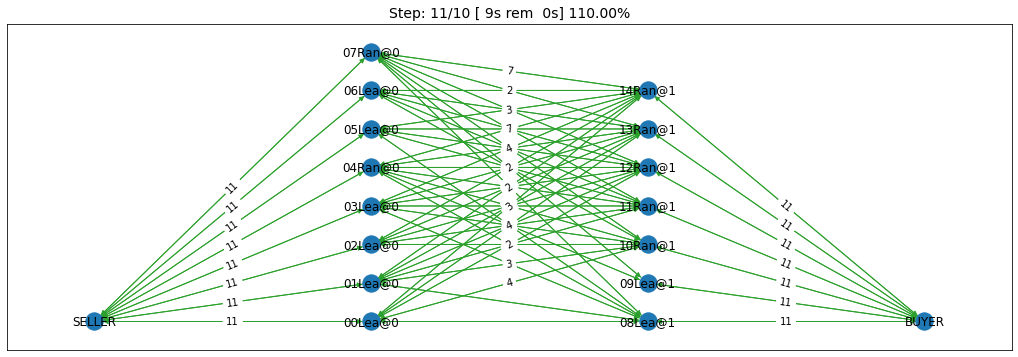 Step: 11/10 [ 9s rem  0s] 110.00%
07Ran@0
7
06Lea@0
2
14Ran@1
3
05Lea@0
7
13Ran@1
4
04Ran@0
2
12Ran@1
11
2
03Lea@0
11
3
11Ran@1
11
11
4
11
02Lea@0
11
2
10Ran@1
11
11
3
11
01Lea@0
11
4
09Lea@1
11
11
11
SELLER
11
00Lea@0
08Lea@1
11
BUYER